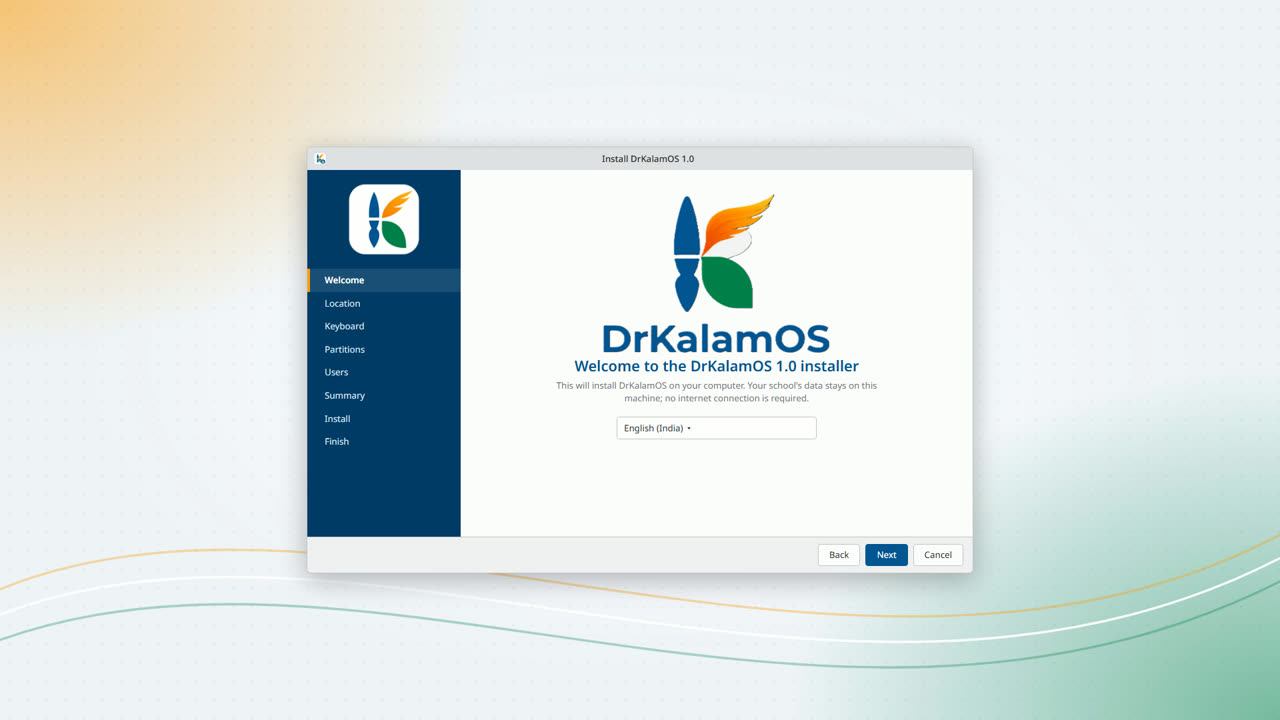 Install DrKalamOS 1.0
Welcome
Location
Keyboard
Partitions
Users
Summary
Install
Finish
DrKalamOS
Welcome to the DrKalamOS 1.0 installer
This will install DrKalamOS on your computer. Your school's data stays on this
machine; no internet connection is required.
English (India)
Back
Next
Cancel